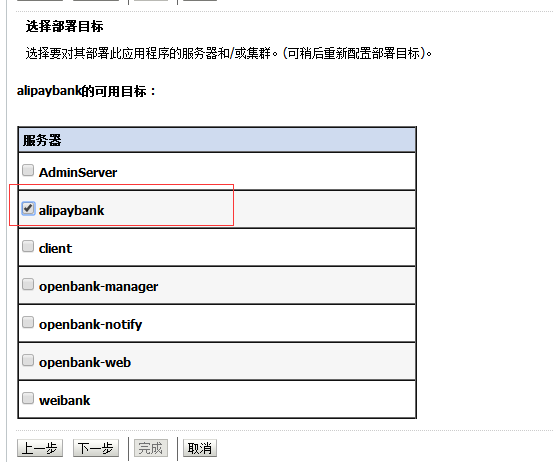 选择部署目标
选择要对其部署此应用程序的服务器和/或集群。(可稍后重新配置部署目标)。
alipaybank的可用目标：
服务器
AdminServer
alipaybank
client
openbank-manager
openbank-notify
openbank-web
weibank
上一步 下一步 完成 取消